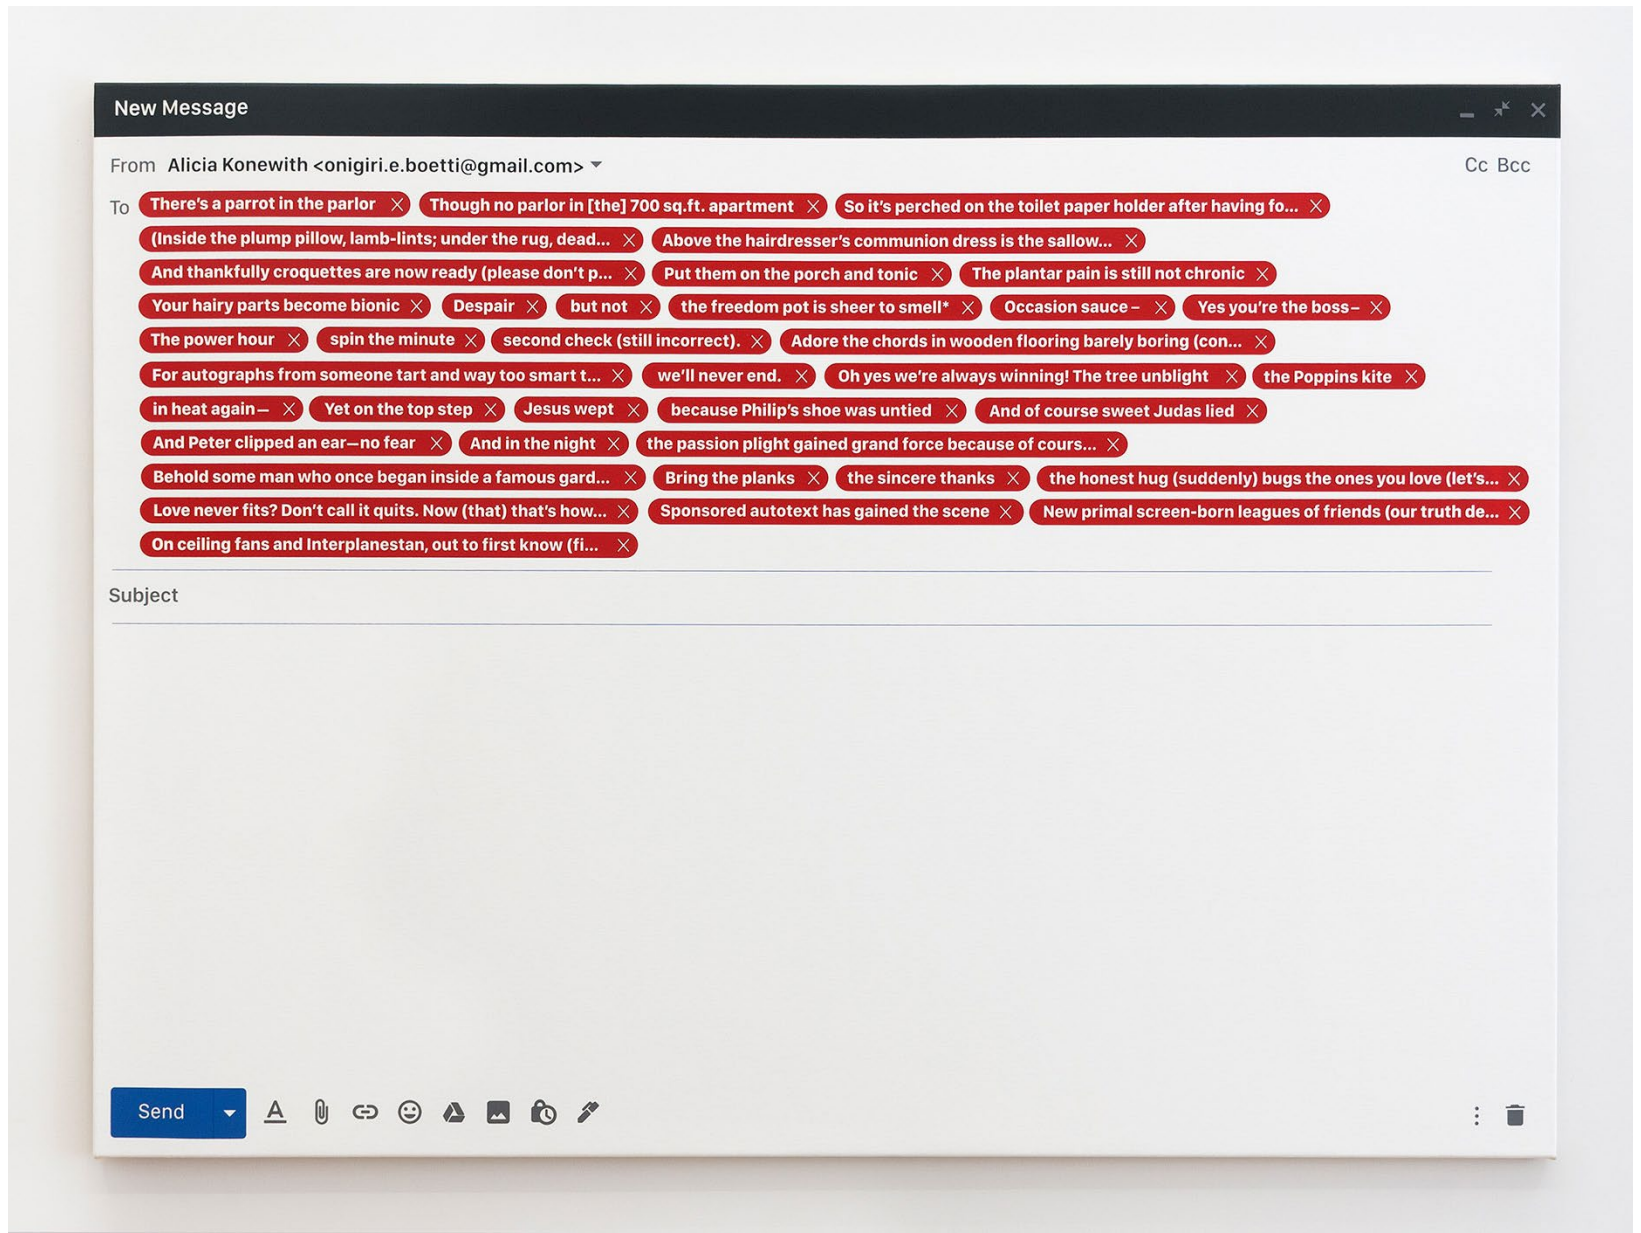 New Message
From Alicia Konewith <onigiri.e.boetti@gmail.com> Cc Bcc
To There's a parrot in the parlor Though no parlor in [the] 700 sq.ft. apartment So it's perched on the toilet paper holder after having fo...
(Inside the plump pillow, lamb-lints; under the rug, dead... Above the hairdresser's communion dress is the sallow...
And thankfully croquettes are now ready (please don't p... Put them on the porch and tonic The plantar pain is still not chronic
Your hairy parts become bionic Despair but not the freedom pot is sheer to smell* Occasion sauce– Yes you're the boss–
The power hour spin the minute second check (still incorrect). Adore the chords in wooden flooring barely boring (con...
For autographs from someone tart and way too smart t... we'll never end. Oh yes we're always winning! The tree unblight the Poppins kite
in heat again— Yet on the top step Jesus wept because Philip's shoe was untied And of course sweet Judas lied
And Peter clipped an ear—no fear And in the night the passion plight gained grand force because of cours...
Behold some man who once began inside a famous gard... Bring the planks the sincere thanks the honest hug (suddenly) bugs the ones you love (let's...
Love never fits? Don't call it quits. Now (that) that's how... Sponsored autotext has gained the scene New primal screen-born leagues of friends (our truth de...
On ceiling fans and Interplanestan, out to first know (fi...
Subject
Send